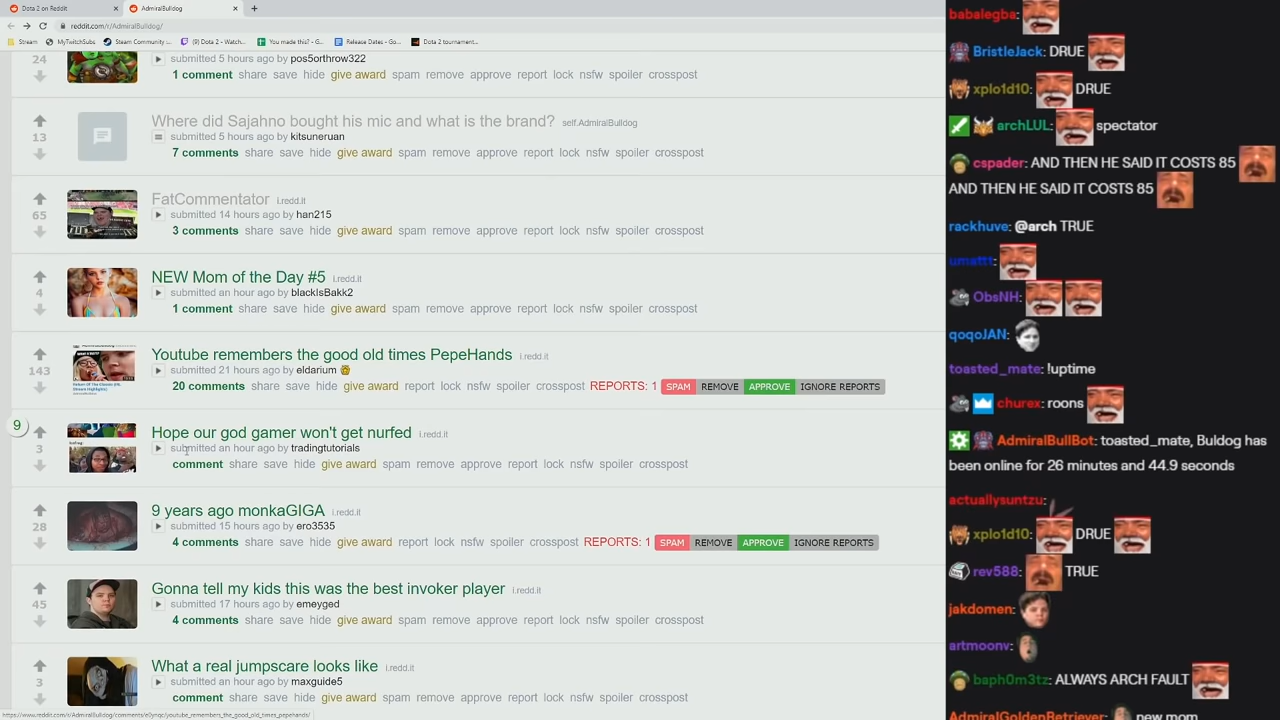 Dota 2 on Reddit
AdmiralBulldog
reddit.com/r/AdmiralBulldog/
Stream
MyTwitchSubs
Steam Community :...
(9) Dota 2 - Watch...
You made this? - G...
Release Dates - Go...
Dota 2 tournament...
24
submitted 5 hours ago by
1 comment share save hide give award spam remove approve report lock nsfw spoiler crosspost
Where did Sajahno bought them and what is the brand? self.AdmiralBulldog
13
submitted 5 hours ago by
7 comments share save hide give award spam remove approve report lock nsfw spoiler crosspost
FatCommentator i.redd.it
65
submitted 14 hours ago by han215
3 comments share save hide give award spam remove approve report lock nsfw spoiler crosspost
NEW Mom of the Day #5 i.redd.it
4
submitted an hour ago by blackisBakk2
1 comment share save hide give award spam remove approve report lock nsfw spoiler crosspost
Youtube remembers the good old times PepeHands i.redd.it
143
submitted 21 hours ago by eldarium
20 comments share save hide give award report lock nsfw spoiler crosspost REPORTS: 1 SPAM REMOVE APPROVE IGNORE REPORTS
9
Hope our god gamer won't get nurfed i.redd.it
submitted an hour ago by
comment share save hide give award spam remove approve report lock nsfw spoiler crosspost
9 years ago monkaGIGA i.redd.it
28
submitted 15 hours ago by ero3535
4 comments share save hide give award report lock nsfw spoiler crosspost REPORTS: 1 SPAM REMOVE APPROVE IGNORE REPORTS
Gonna tell my kids this was the best invoker player i.redd.it
45
submitted 17 hours ago by emeyged
4 comments share save hide give award spam remove approve report lock nsfw spoiler crosspost
What a real jumpscare looks like i.redd.it
submitted an hour ago by maxguide5
comment share save hide give award spam remove approve report lock nsfw spoiler crosspost
babalegba:
BristleJack: DRUE
xplo1d10: DRUE
archLUL: spectator
cspader: AND THEN HE SAID IT COSTS 85
AND THEN HE SAID IT COSTS 85
rackhuve: @arch TRUE
umattt:
ObsNH:
qoqoJAN:
toasted_mate: !uptime
churex: roons
AdmiralBullBot: toasted_mate, Buldog has
been online for 26 minutes and 44.9 seconds
actuallysuntzu:
xplo1d10: DRUE
rev588: TRUE
jakdomen:
artmoonv:
baph0m3tz: ALWAYS ARCH FAULT
AdmiralGoldenRetriever: new mom